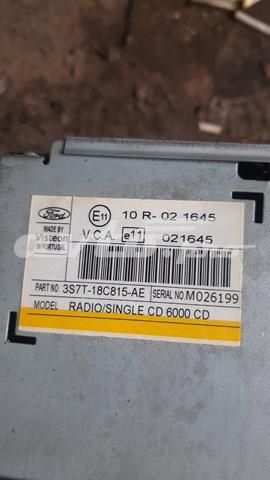 Ford
E11
10 R- 02 1645
MADE BY
Visteon
IN PORTUGAL
V.C.A.
e11
021645
PART NO. 3S7T-18C815-AE SERIAL NO. M026199
MODEL RADIO/SINGLE CD 6000 CD